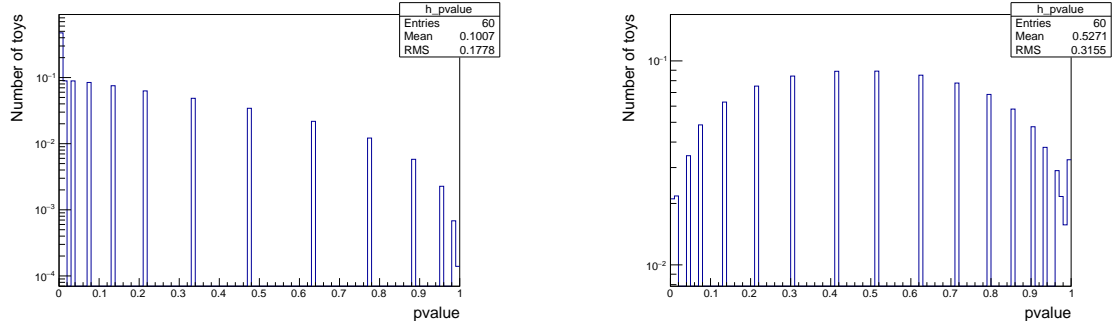 h_pvalue
Entries 60
Mean 0.1007
RMS 0.1778
Number of toys
10⁻¹
10⁻²
10⁻³
10⁻⁴
0 0.1 0.2 0.3 0.4 0.5 0.6 0.7 0.8 0.9 1
pvalue
h_pvalue
Entries 60
Mean 0.5271
RMS 0.3155
Number of toys
10⁻¹
10⁻²
0 0.1 0.2 0.3 0.4 0.5 0.6 0.7 0.8 0.9 1
pvalue